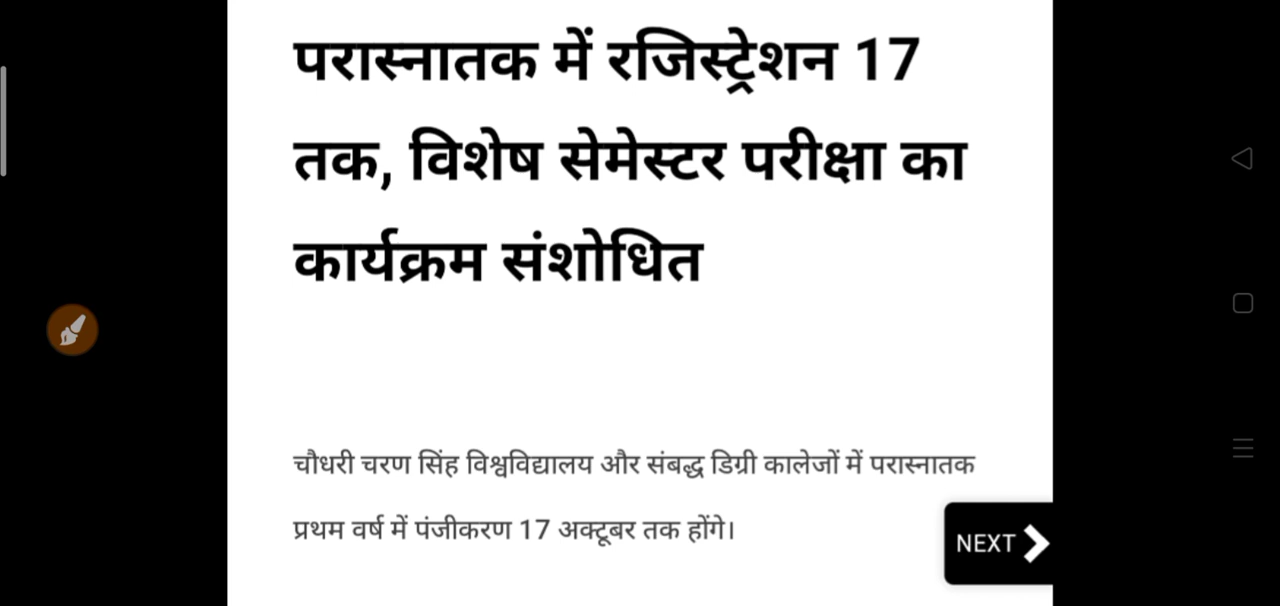 परास्नातक में रजिस्ट्रेशन 17
तक, विशेष सेमेस्टर परीक्षा का
कार्यक्रम संशोधित
चौधरी चरण सिंह विश्वविद्यालय और संबद्ध डिग्री कालेजों में परास्नातक
प्रथम वर्ष में पंजीकरण 17 अक्टूबर तक होंगे।
NEXT